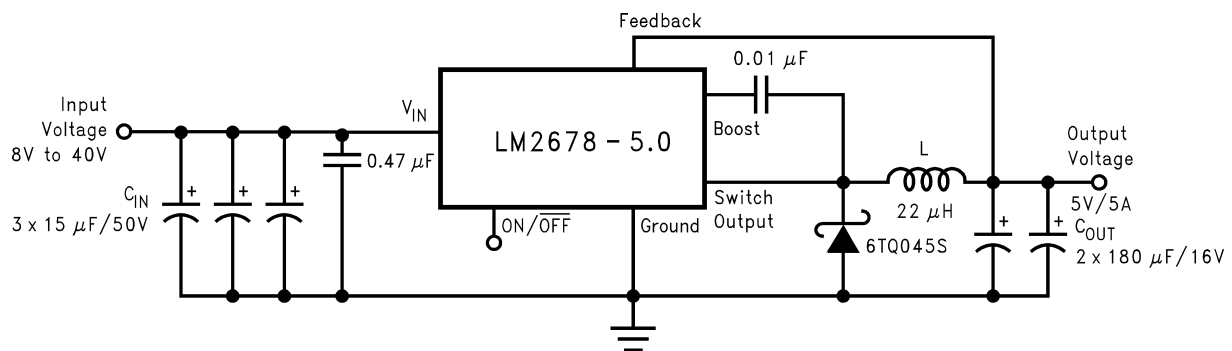 Feedback
0.01 μF
Input
Voltage
8V to 40V
V_IN
LM2678 – 5.0
Boost
0.47 μF
C_IN
+
+
+
3 x 15 μF/50V
ON/O̅F̅F̅
Ground
Switch
Output
L
22 μH
6TQ045S
Output
Voltage
5V/5A
+
+
C_OUT
2 x 180 μF/16V